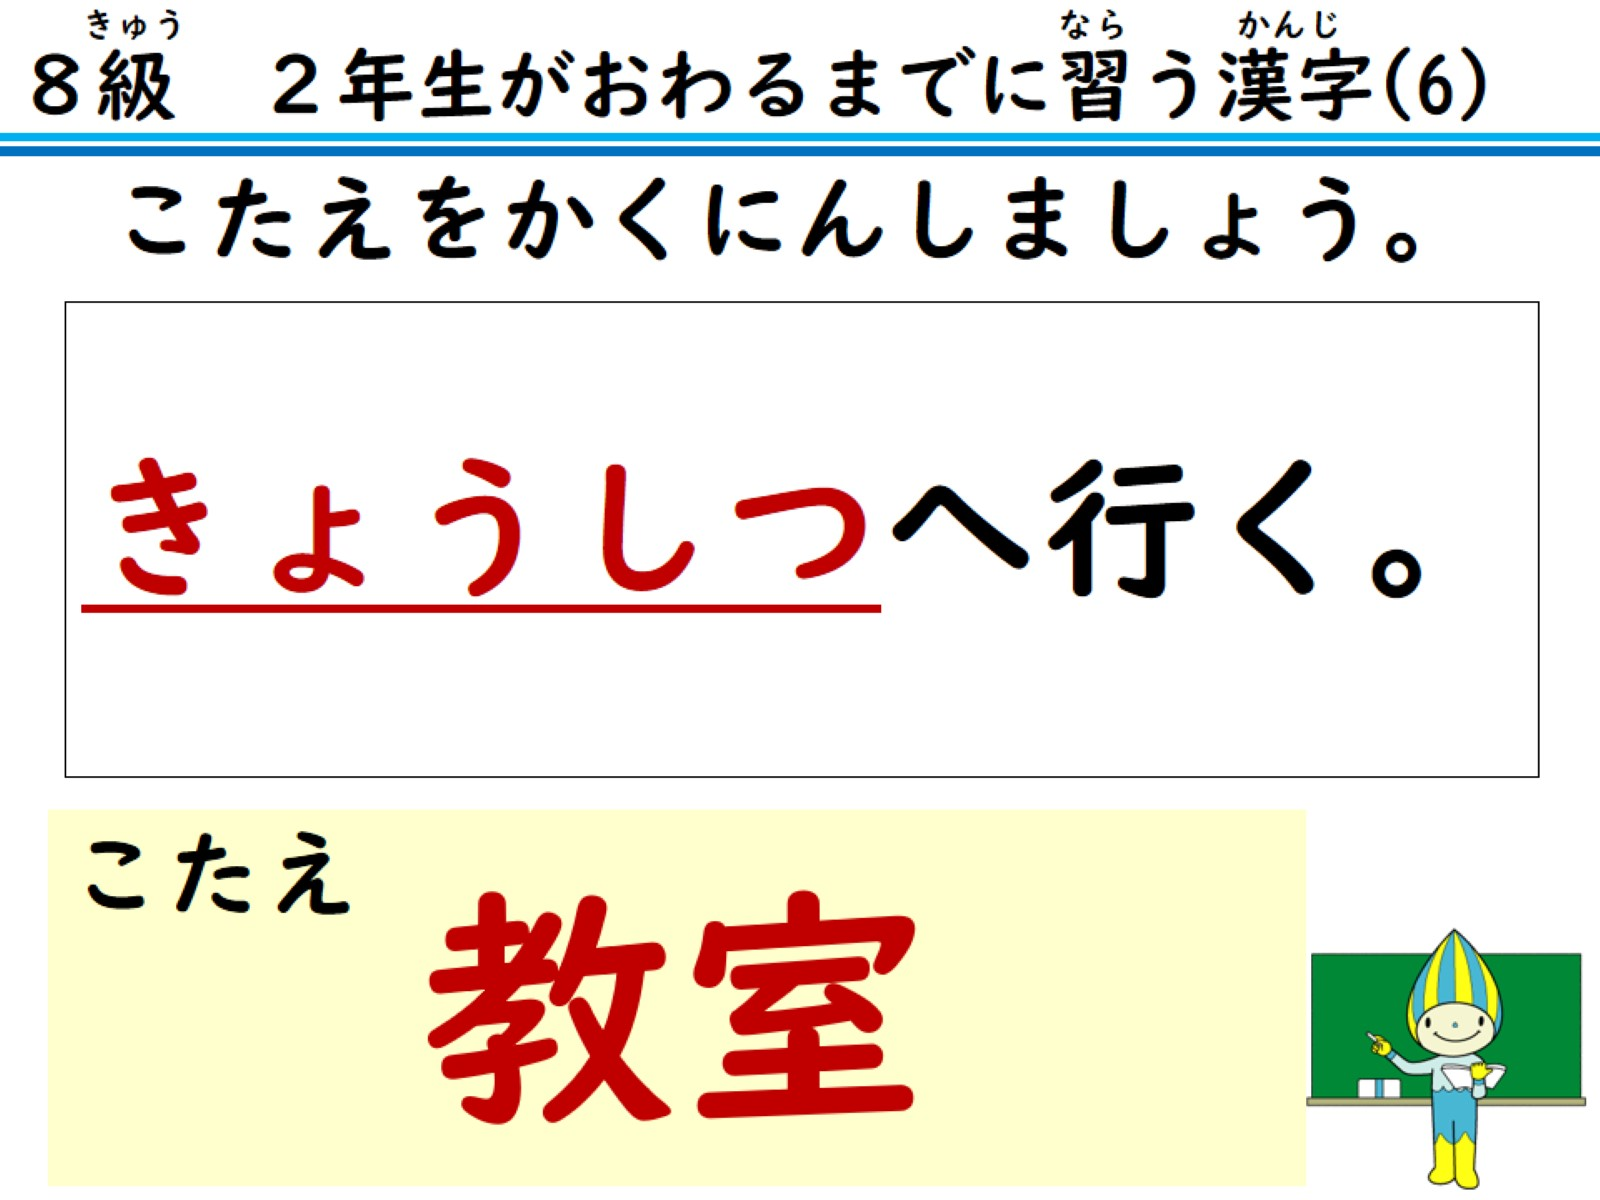 きゅう なら かんじ
8級 2年生がおわるまでに習う漢字(6)
こたえをかくにんしましょう。
きょうしつへ行く。
こたえ
教室